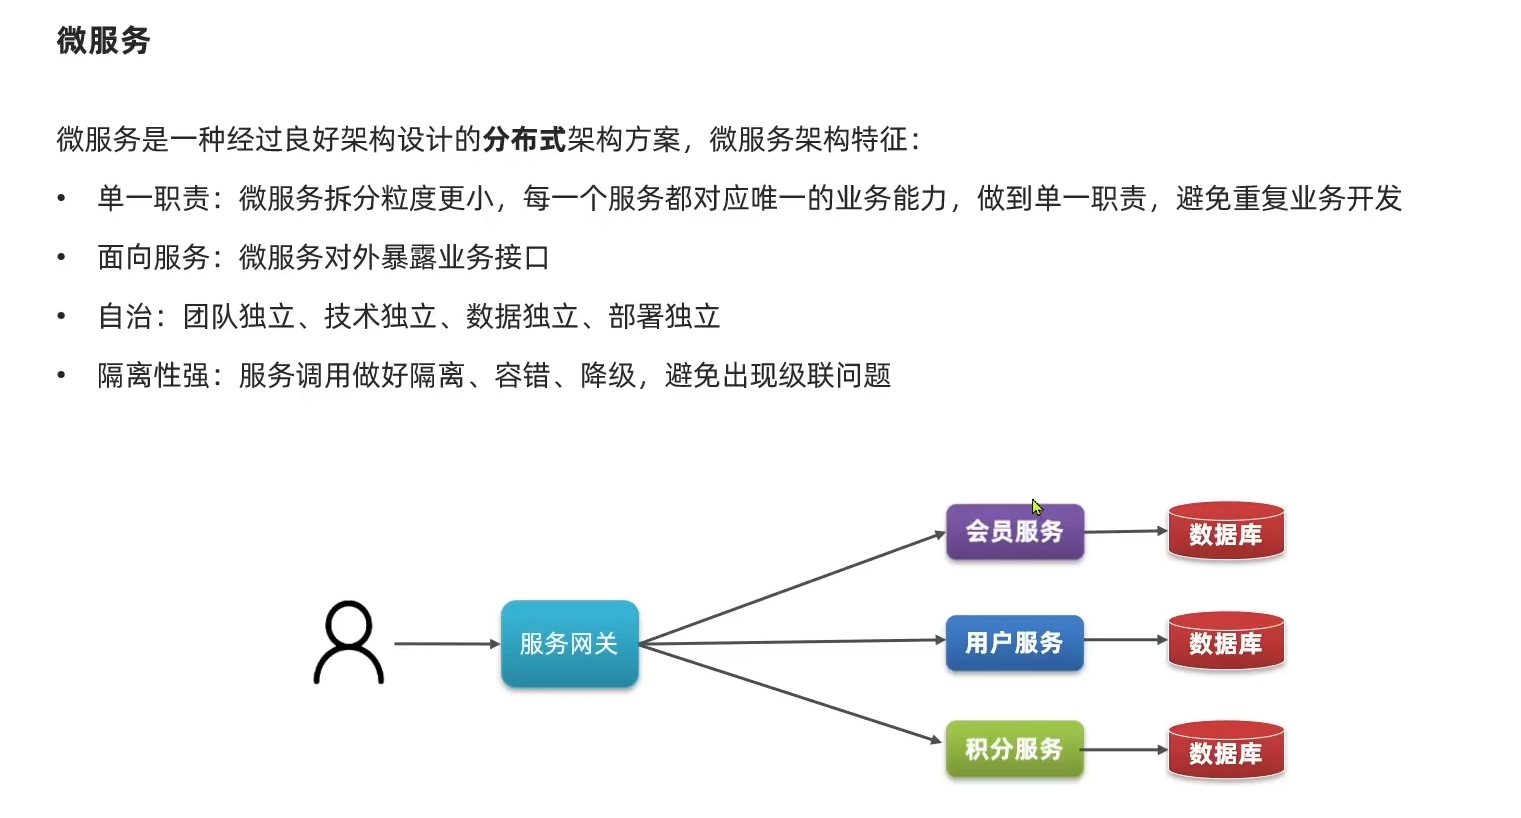 微服务
微服务是一种经过良好架构设计的分布式架构方案，微服务架构特征：
• 单一职责：微服务拆分粒度更小，每一个服务都对应唯一的业务能力，做到单一职责，避免重复业务开发
• 面向服务：微服务对外暴露业务接口
• 自治：团队独立、技术独立、数据独立、部署独立
• 隔离性强：服务调用做好隔离、容错、降级，避免出现级联问题
会员服务
数据库
服务网关
用户服务
数据库
积分服务
数据库